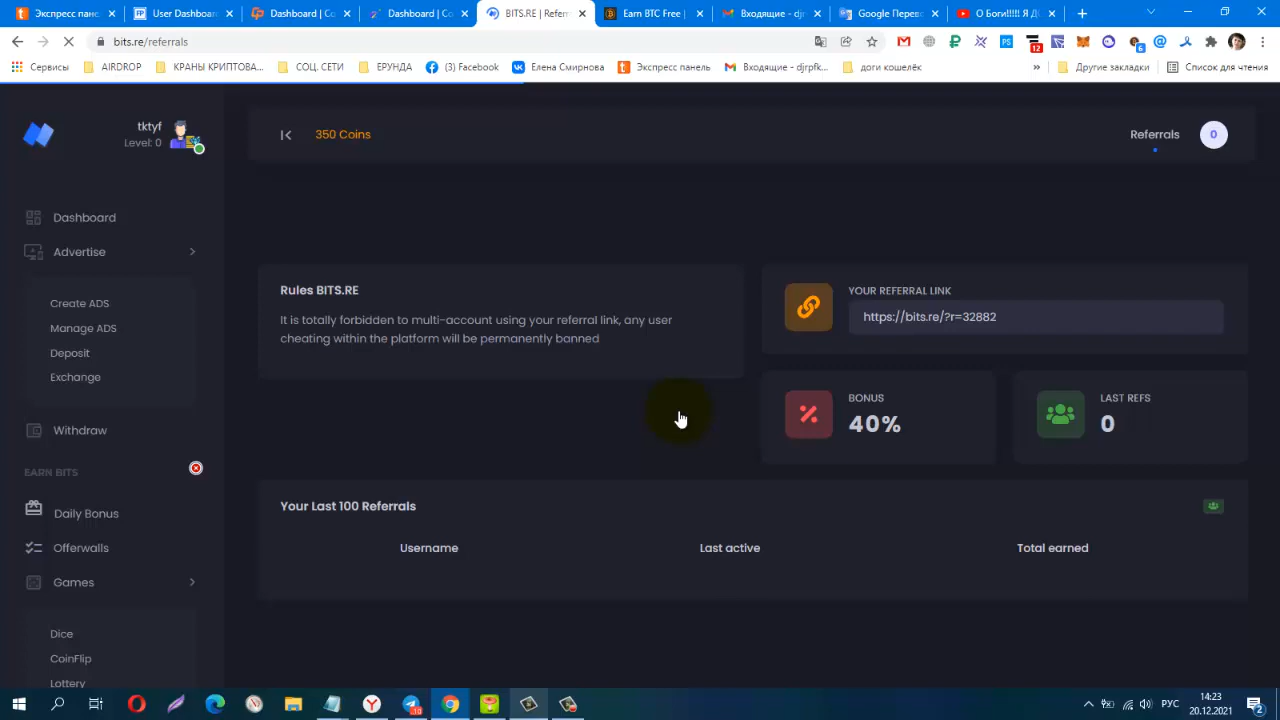 Экспресс пане
User Dashboar
Dashboard | Co
Dashboard | Co
BITS.RE | Refer
Earn BTC Free |
Входящие - djr
Google Перев
О Боги!!!!! Я Д
bits.re/referrals
12
6
Сервисы
AIRDROP
КРАНЫ КРИПТОВА...
СОЦ. СЕТИ
ЕРУНДА
(3) Facebook
Елена Смирнова
Экспресс панель
Входящие - djrpfk...
доги кошелёк
»
Другие закладки
Список для чтения
tktyf
Level: 0
350 Coins
Referrals
0
Dashboard
Advertise
Create ADS
Manage ADS
Deposit
Exchange
Withdraw
EARN BITS
Daily Bonus
Offerwalls
Games
Dice
CoinFlip
Lottery
Rules BITS.RE
It is totally forbidden to multi-account using your referral link, any user
cheating within the platform will be permanently banned
YOUR REFERRAL LINK
https://bits.re/?r=32882
BONUS
40%
LAST REFS
0
Your Last 100 Referrals
Username
Last active
Total earned
РУС
14:23
20.12.2021
2